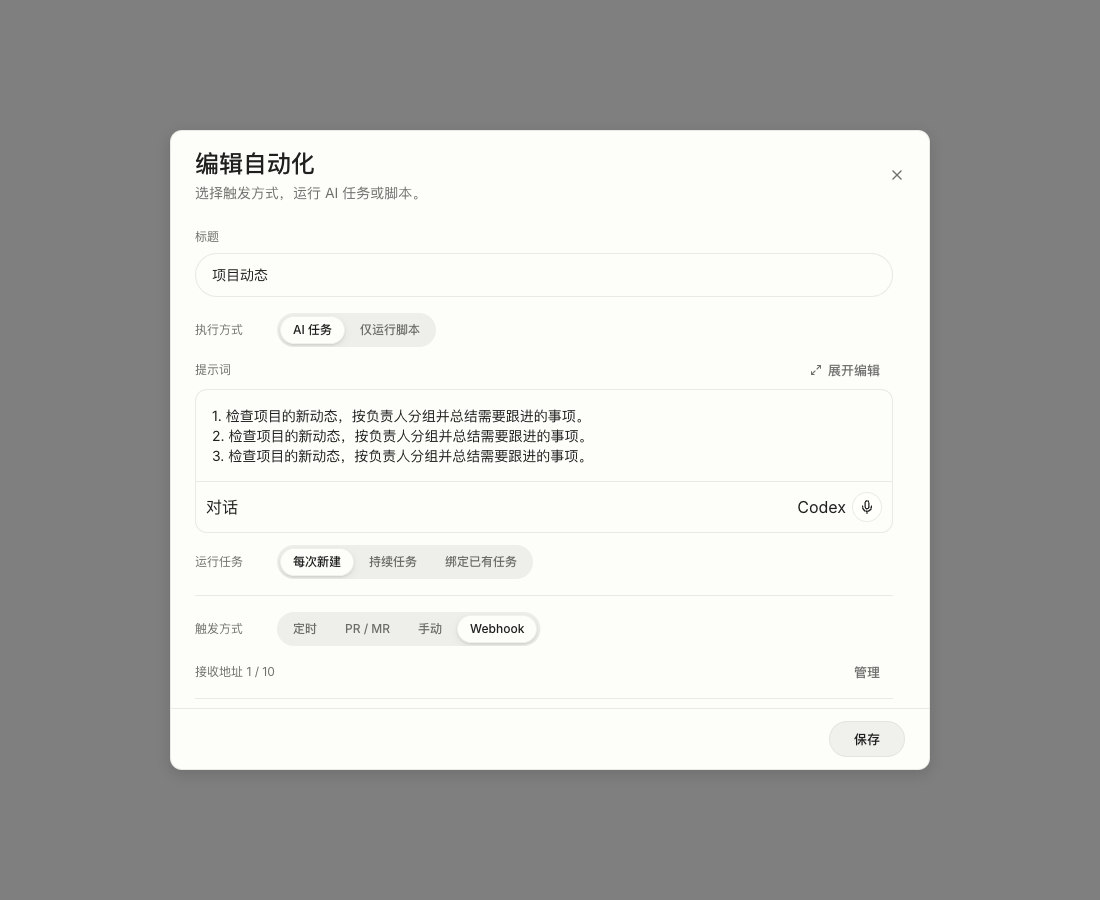 编辑自动化
选择触发方式，运行 AI 任务或脚本。
标题
项目动态
执行方式 AI 任务 仅运行脚本
提示词 展开编辑
1. 检查项目的新动态，按负责人分组并总结需要跟进的事项。
2. 检查项目的新动态，按负责人分组并总结需要跟进的事项。
3. 检查项目的新动态，按负责人分组并总结需要跟进的事项。
对话 Codex
运行任务 每次新建 持续任务 绑定已有任务
触发方式 定时 PR / MR 手动 Webhook
接收地址 1 / 10 管理
保存